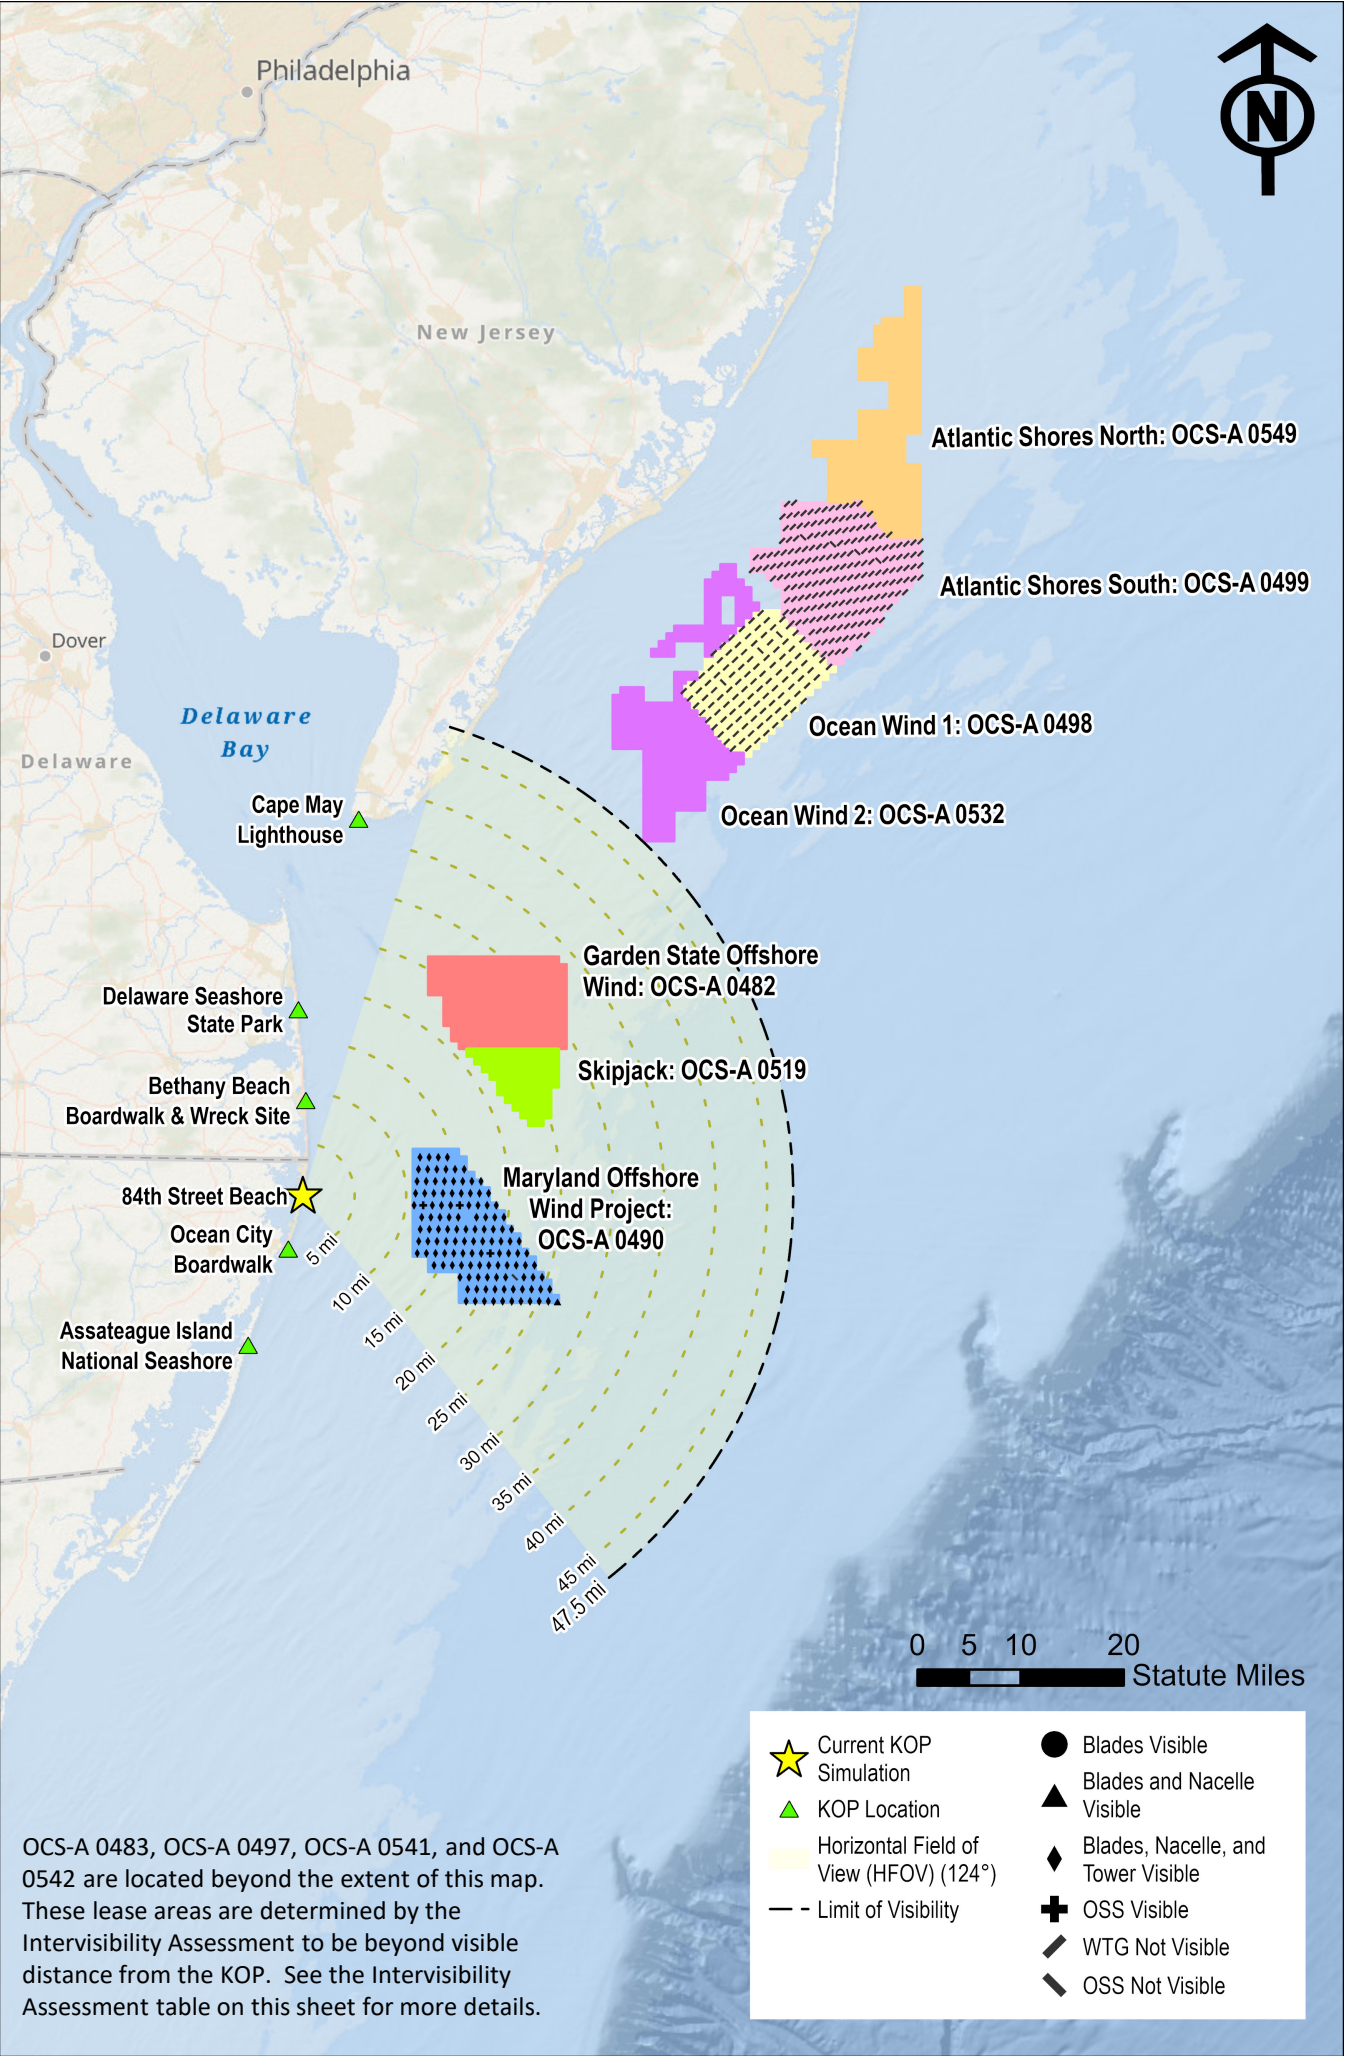 Philadelphia
N
New Jersey
Atlantic Shores North: OCS-A 0549
Atlantic Shores South: OCS-A 0499
Dover
Delaware
Bay
Delaware
Ocean Wind 1: OCS-A 0498
Ocean Wind 2: OCS-A 0532
Cape May
Lighthouse
Garden State Offshore
Wind: OCS-A 0482
Delaware Seashore
State Park
Skipjack: OCS-A 0519
Bethany Beach
Boardwalk & Wreck Site
Maryland Offshore
Wind Project:
OCS-A 0490
84th Street Beach
Ocean City
Boardwalk
Assateague Island
National Seashore
5 mi
10 mi
15 mi
20 mi
25 mi
30 mi
35 mi
40 mi
45 mi
47.5 mi
0 5 10 20
Statute Miles
Current KOP
Simulation
KOP Location
Horizontal Field of
View (HFOV) (124°)
Limit of Visibility
Blades Visible
Blades and Nacelle
Visible
Blades, Nacelle, and
Tower Visible
OSS Visible
WTG Not Visible
OSS Not Visible
OCS-A 0483, OCS-A 0497, OCS-A 0541, and OCS-A
0542 are located beyond the extent of this map.
These lease areas are determined by the
Intervisibility Assessment to be beyond visible
distance from the KOP.  See the Intervisibility
Assessment table on this sheet for more details.